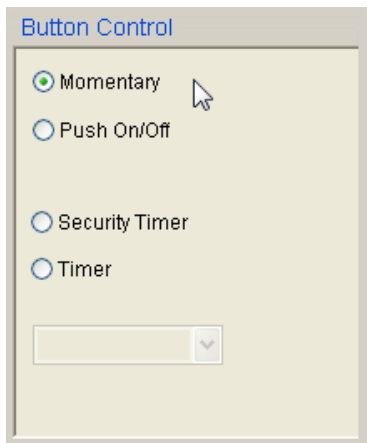 Button Control
Momentary
Push On/Off
Security Timer
Timer